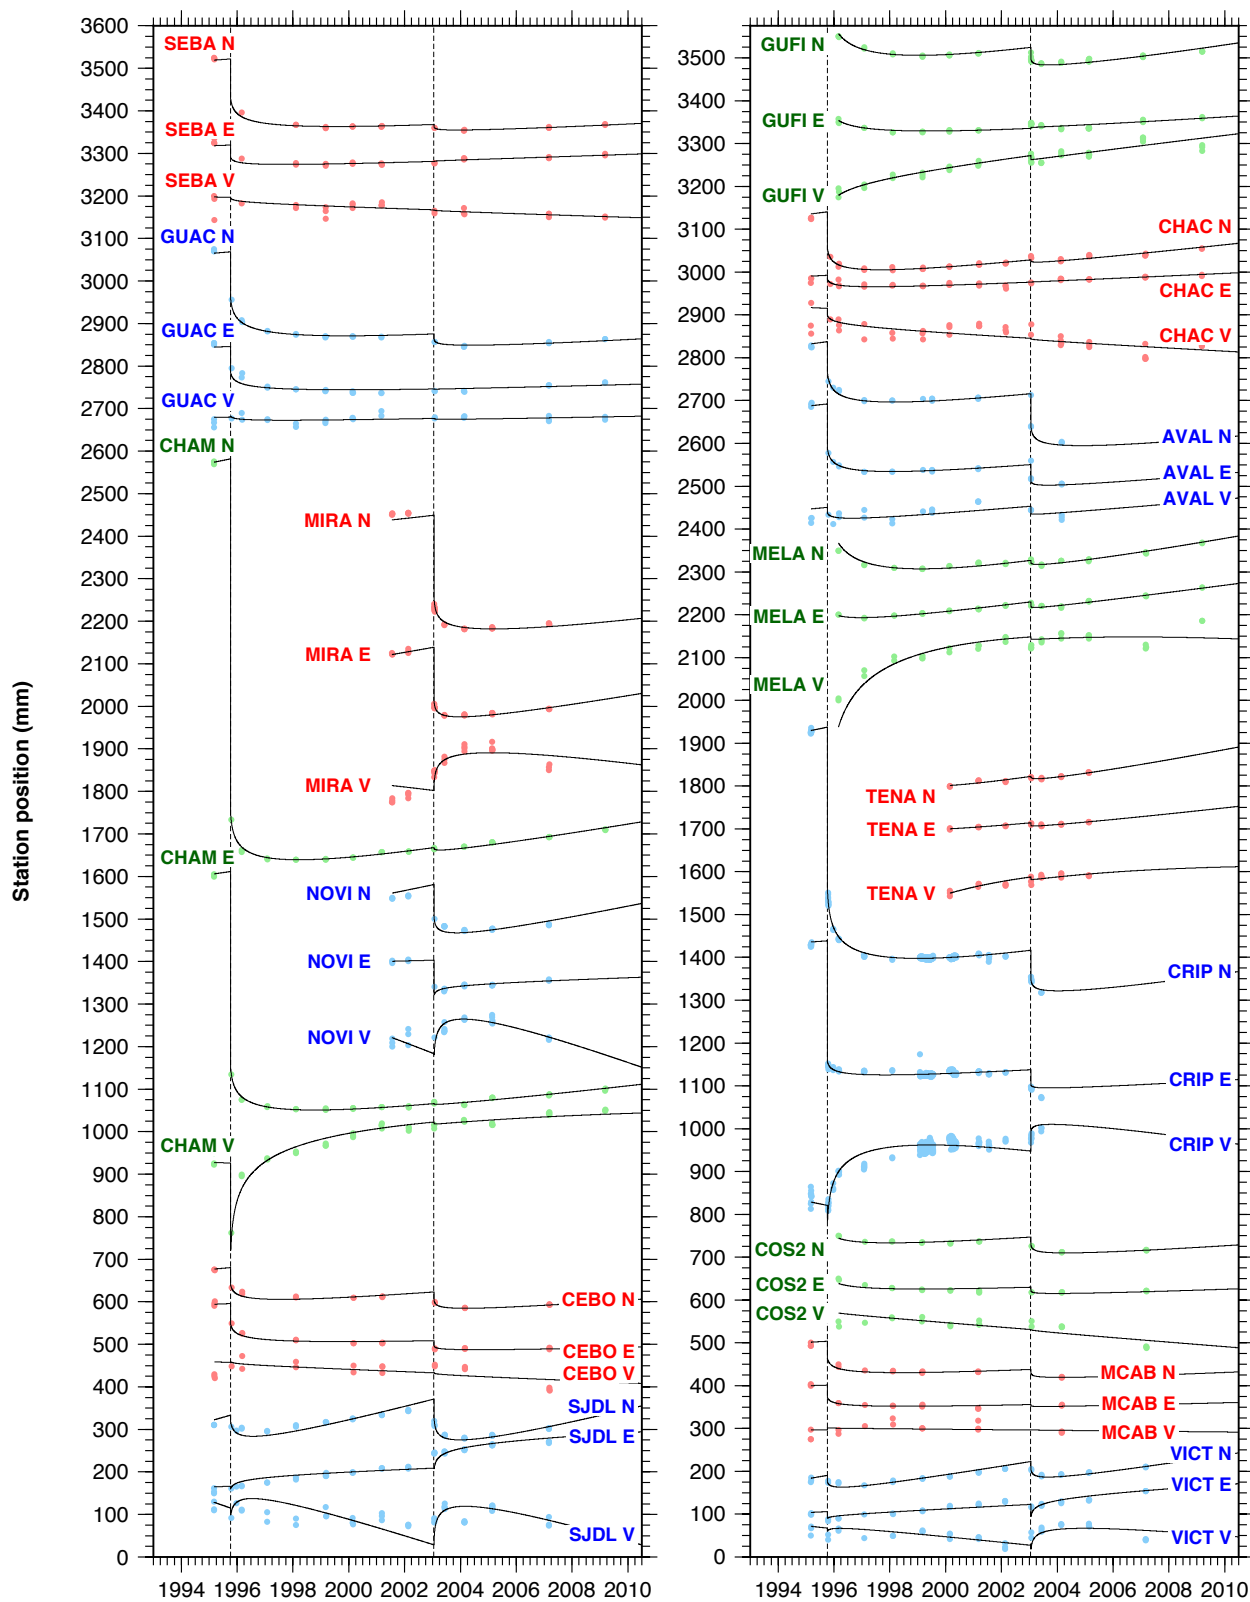 Station position (mm)
3600
3500
3400
3300
3200
3100
3000
2900
2800
2700
2600
2500
2400
2300
2200
2100
2000
1900
1800
1700
1600
1500
1400
1300
1200
1100
1000
900
800
700
600
500
400
300
200
100
0
SEBA N
SEBA E
SEBA V
GUAC N
GUAC E
GUAC V
CHAM N
MIRA N
MIRA E
MIRA V
CHAM E
NOVI N
NOVI E
NOVI V
CHAM V
CEBO N
CEBO E
CEBO V
SJDL N
SJDL E
SJDL V
1994 1996 1998 2000 2002 2004 2006 2008 2010
3500
3400
3300
3200
3100
3000
2900
2800
2700
2600
2500
2400
2300
2200
2100
2000
1900
1800
1700
1600
1500
1400
1300
1200
1100
1000
900
800
700
600
500
400
300
200
100
0
GUFI N
GUFI E
GUFI V
CHAC N
CHAC E
CHAC V
AVAL N
AVAL E
AVAL V
MELA N
MELA E
MELA V
TENA N
TENA E
TENA V
CRIP N
CRIP E
CRIP V
COS2 N
COS2 E
COS2 V
MCAB N
MCAB E
MCAB V
VICT N
VICT E
VICT V
1994 1996 1998 2000 2002 2004 2006 2008 2010